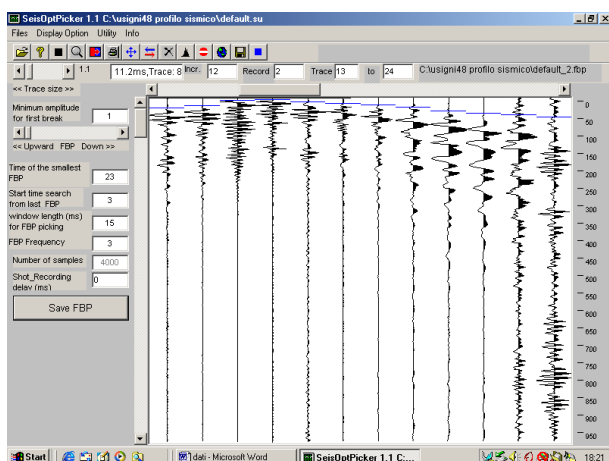 SeisOptPicker 1.1 C:\usigni48 profilo sismico\default.su
Files Display Option Utility Info
1.1 11.2ms,Trace: 8 Incr. 12 Record 2 Trace 13 to 24 C:\usigni48 profilo sismico\default_2.fbp
<< Trace size >>
Minimum amplitude
for first break 1
<< Upward FBP Down >>
Time of the smallest
FBP 23
Start time search
from last FBP 3
window length (ms)
for FBP picking 15
FBP Frequency 3
Number of samples 4000
Shot_Recording
delay (ms) 0
Save FBP
0
50
100
150
200
250
300
350
400
450
500
550
600
650
700
750
800
850
900
950
Start dati - Microsoft Word SeisOptPicker 1.1 C:... 18:21